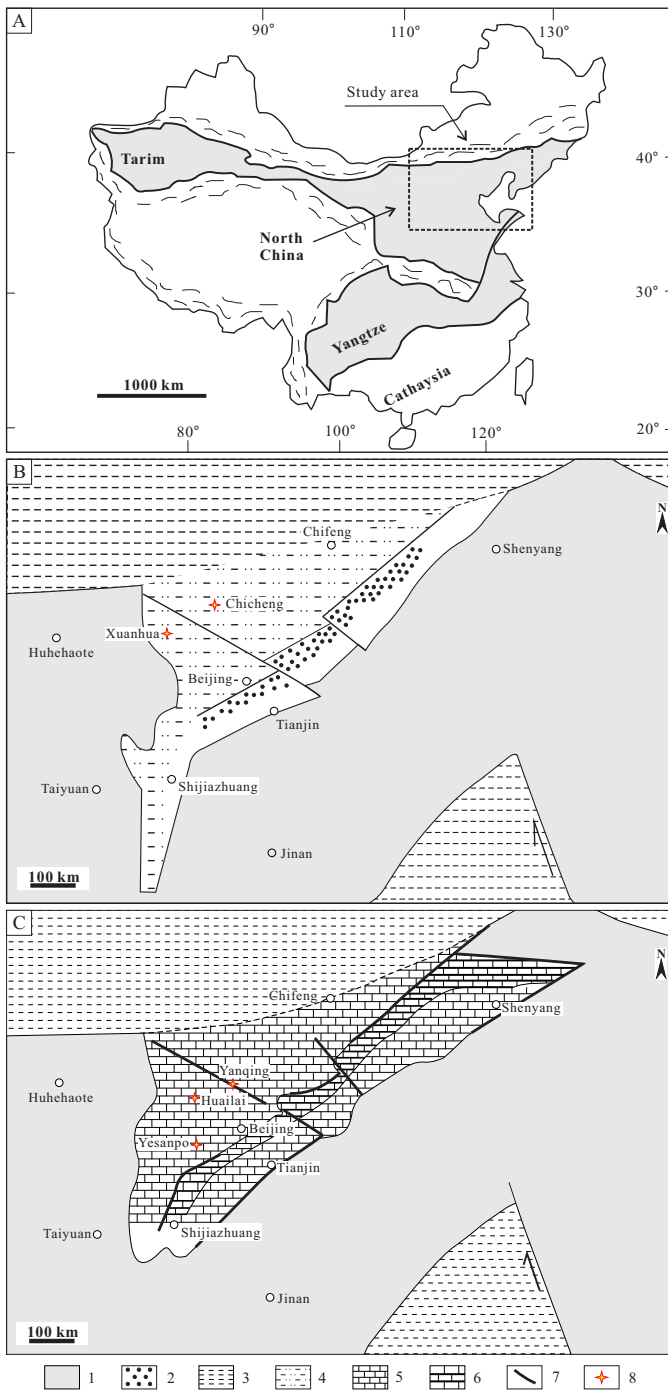 A
90°
110°
130°
Study area
40°
Tarim
North
China
30°
Yangtze
1000 km
Cathaysia
20°
80°
100°
120°
B
N
Chifeng
Shenyang
Chicheng
Xuanhua
Huhehaote
Beijing
Tianjin
Shijiazhuang
Taiyuan
Jinan
100 km
C
N
Chifeng
Shenyang
Yanqing
Huhehaote
Huailai
Beijing
Yesanpo
Tianjin
Shijiazhuang
Taiyuan
Jinan
100 km
1 2 3 4 5 6 7 8